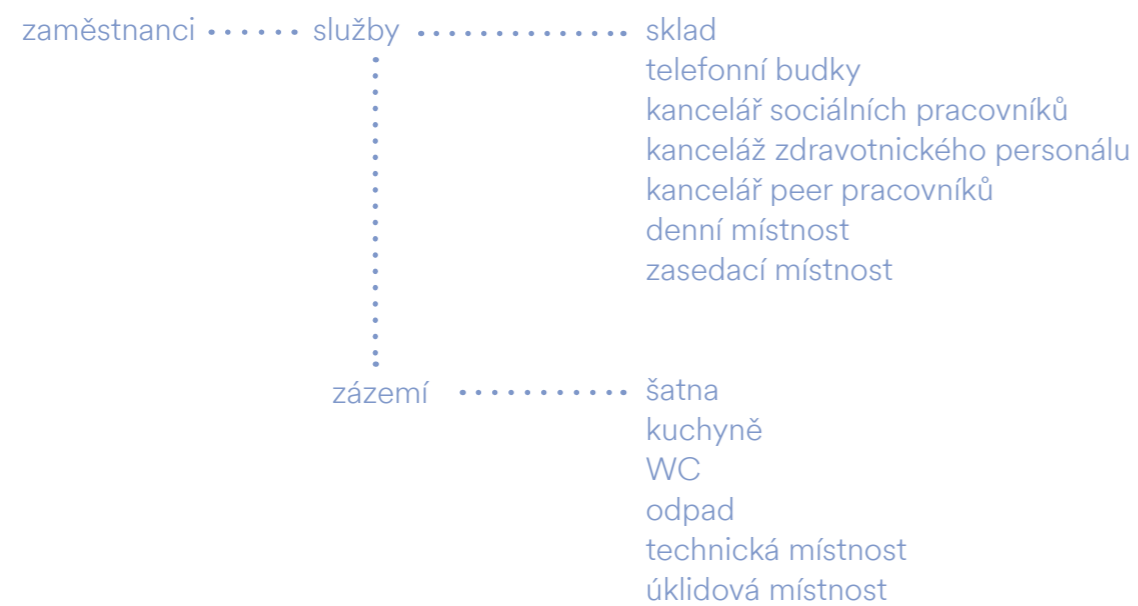 zaměstnanci služby sklad
telefonní budky
kancelář sociálních pracovníků
canceláž zdravotnického personálu
kancelář peer pracovníků
denní místnost
zasedací místnost
zázemí šatna
kuchyně
WC
odpad
technická místnost
úklidová místnost